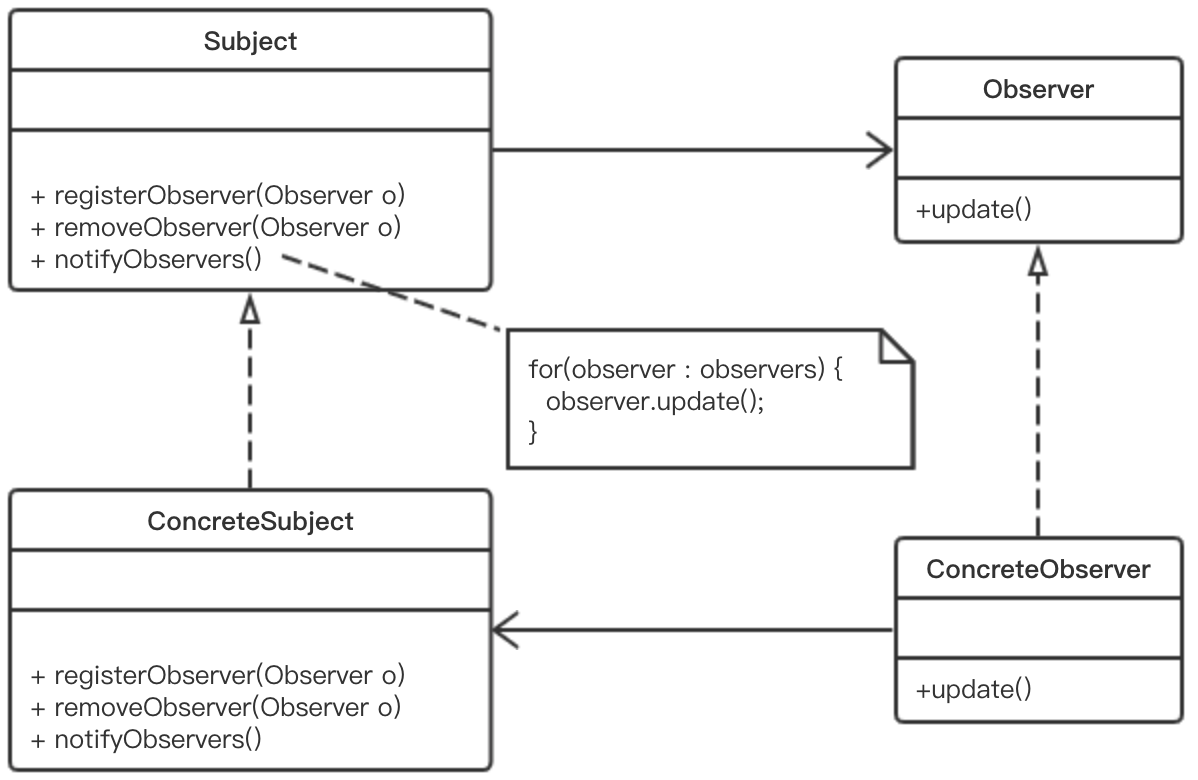 Subject
+ registerObserver(Observer o)
+ removeObserver(Observer o)
+ notifyObservers()
Observer
+update()
for(observer : observers) {
observer.update();
}
ConcreteSubject
+ registerObserver(Observer o)
+ removeObserver(Observer o)
+ notifyObservers()
ConcreteObserver
+update()